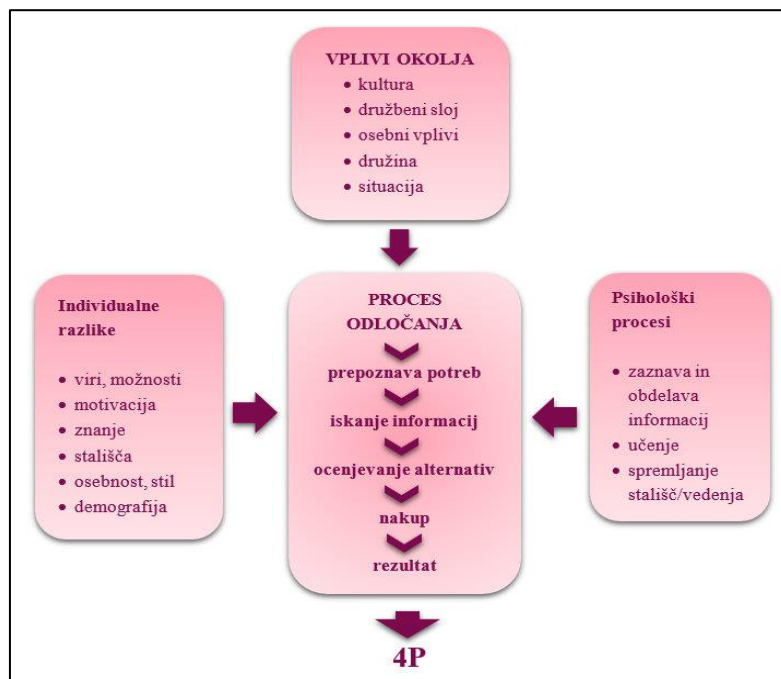 VPLIVI OKOLJA
• kultura
• družbeni sloj
• osebni vplivi
• družina
• situacija
Individualne
razlike
• viri, možnosti
• motivacija
• znanje
• stališča
• osebnost, stil
• demografija
PROCES
ODLOČANJA
prepoznava potreb
iskanje informacij
ocenjevanje alternativ
nakup
rezultat
Psihološki
procesi
• zaznava in
obdelava
informacij
• učenje
• spremljanje
stališč/vedenja
4P